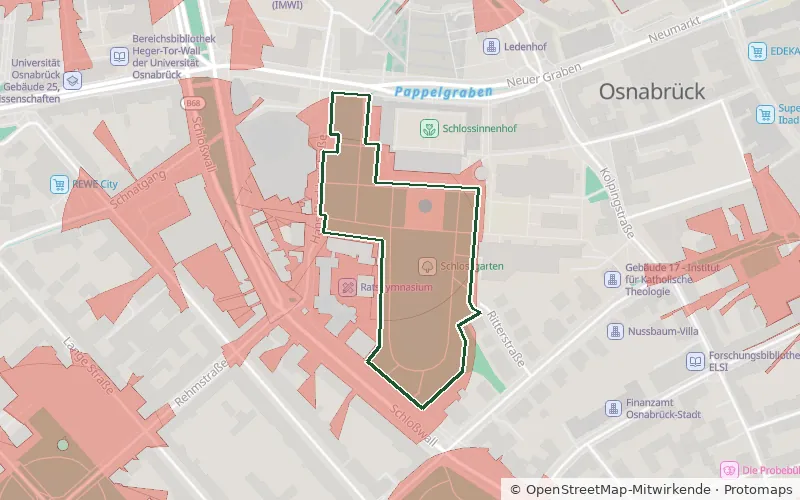 (IMWI)
Bereichsbibliothek
Heger-Tor-Wall
der Universität
Osnabrück
Universität
Osnabrück
Gebäude 25,
issenschaften
B68
Schloßwall
Pappelgraben
Ledenhof
Neuer Graben
Neumarkt
EDEKA
Osnabrück
Supe
Ibad
Schlossinnenhof
Kolpingstraße
REWE City
Schnatgang
Schlossgarten
Ratsgymnasium
Gebäude 17 - Institut
für Katholische
Theologie
Ritterstraße
Nussbaum-Villa
Lange Straße
Rehmstraße
Forschungsbibliothe
ELSI
Schloßwall
Finanzamt
Osnabrück-Stadt
Die Probebü
© OpenStreetMap-Mitwirkende \ Protomaps